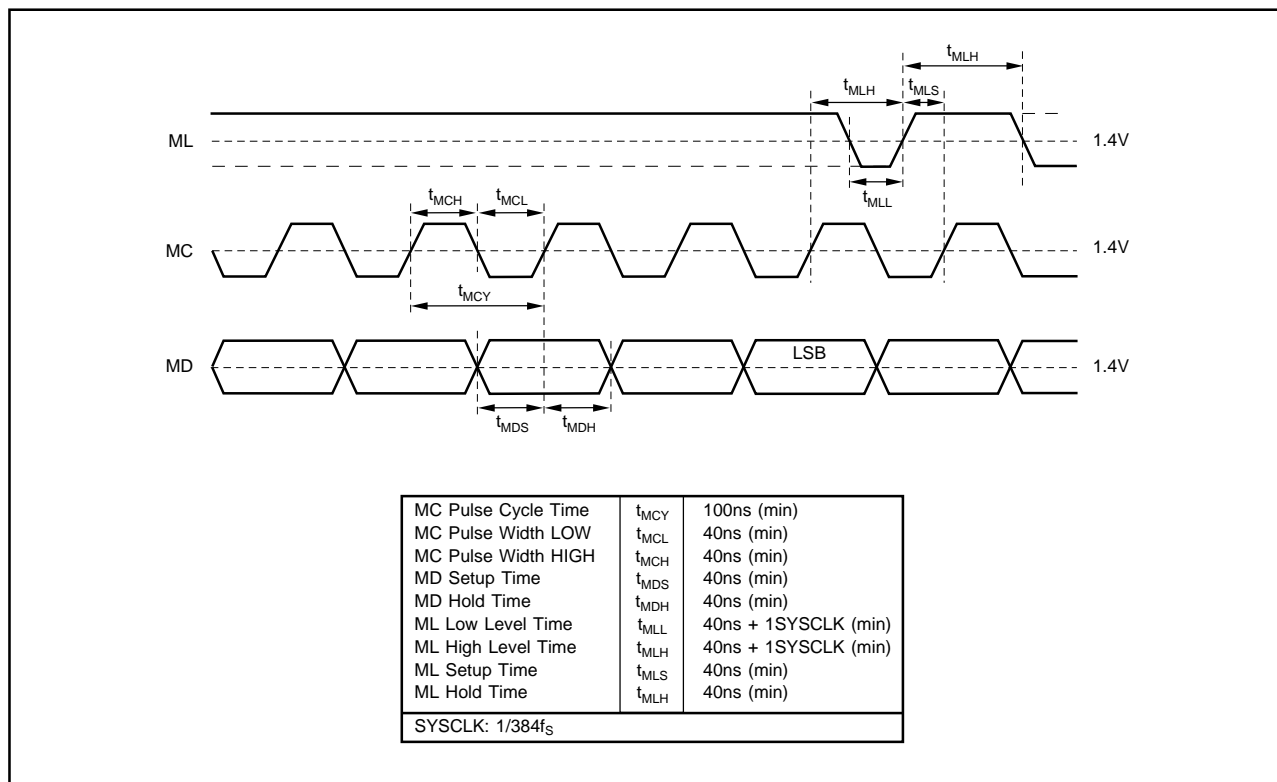 tMLH
tMLH tMLS
ML 1.4V
tMLL
tMCH tMCL
MC 1.4V
tMCY
LSB
MD 1.4V
tMDS tMDH
MC Pulse Cycle Time tMCY 100ns (min)
MC Pulse Width LOW tMCL 40ns (min)
MC Pulse Width HIGH tMCH 40ns (min)
MD Setup Time tMDS 40ns (min)
MD Hold Time tMDH 40ns (min)
ML Low Level Time tMLL 40ns + 1SYSCLK (min)
ML High Level Time tMLH 40ns + 1SYSCLK (min)
ML Setup Time tMLS 40ns (min)
ML Hold Time tMLH 40ns (min)
SYSCLK: 1/384fS